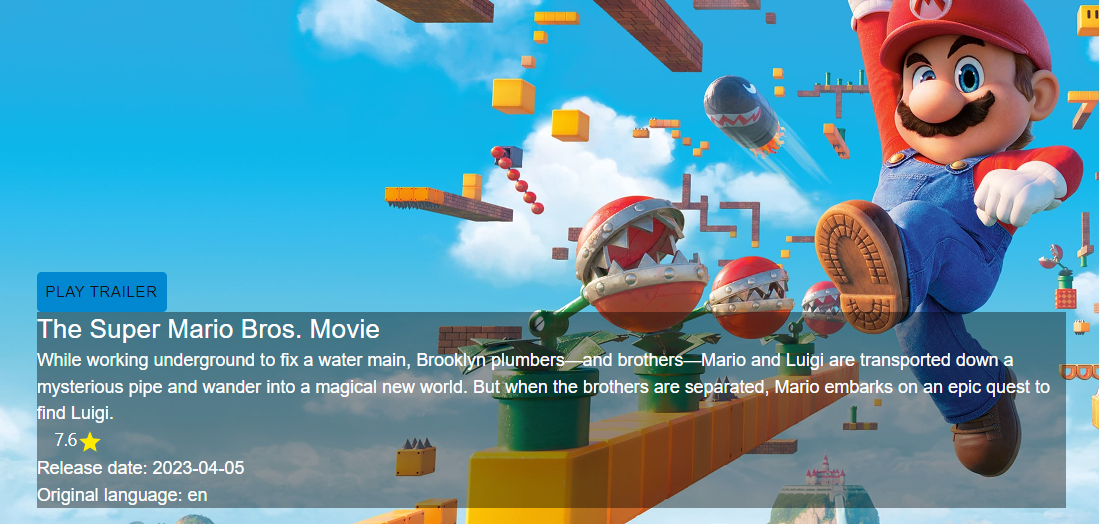 PLAY TRAILER
The Super Mario Bros. Movie
While working underground to fix a water main, Brooklyn plumbers—and brothers—Mario and Luigi are transported down a
mysterious pipe and wander into a magical new world. But when the brothers are separated, Mario embarks on an epic quest to
find Luigi.
7.6
Release date: 2023-04-05
Original language: en